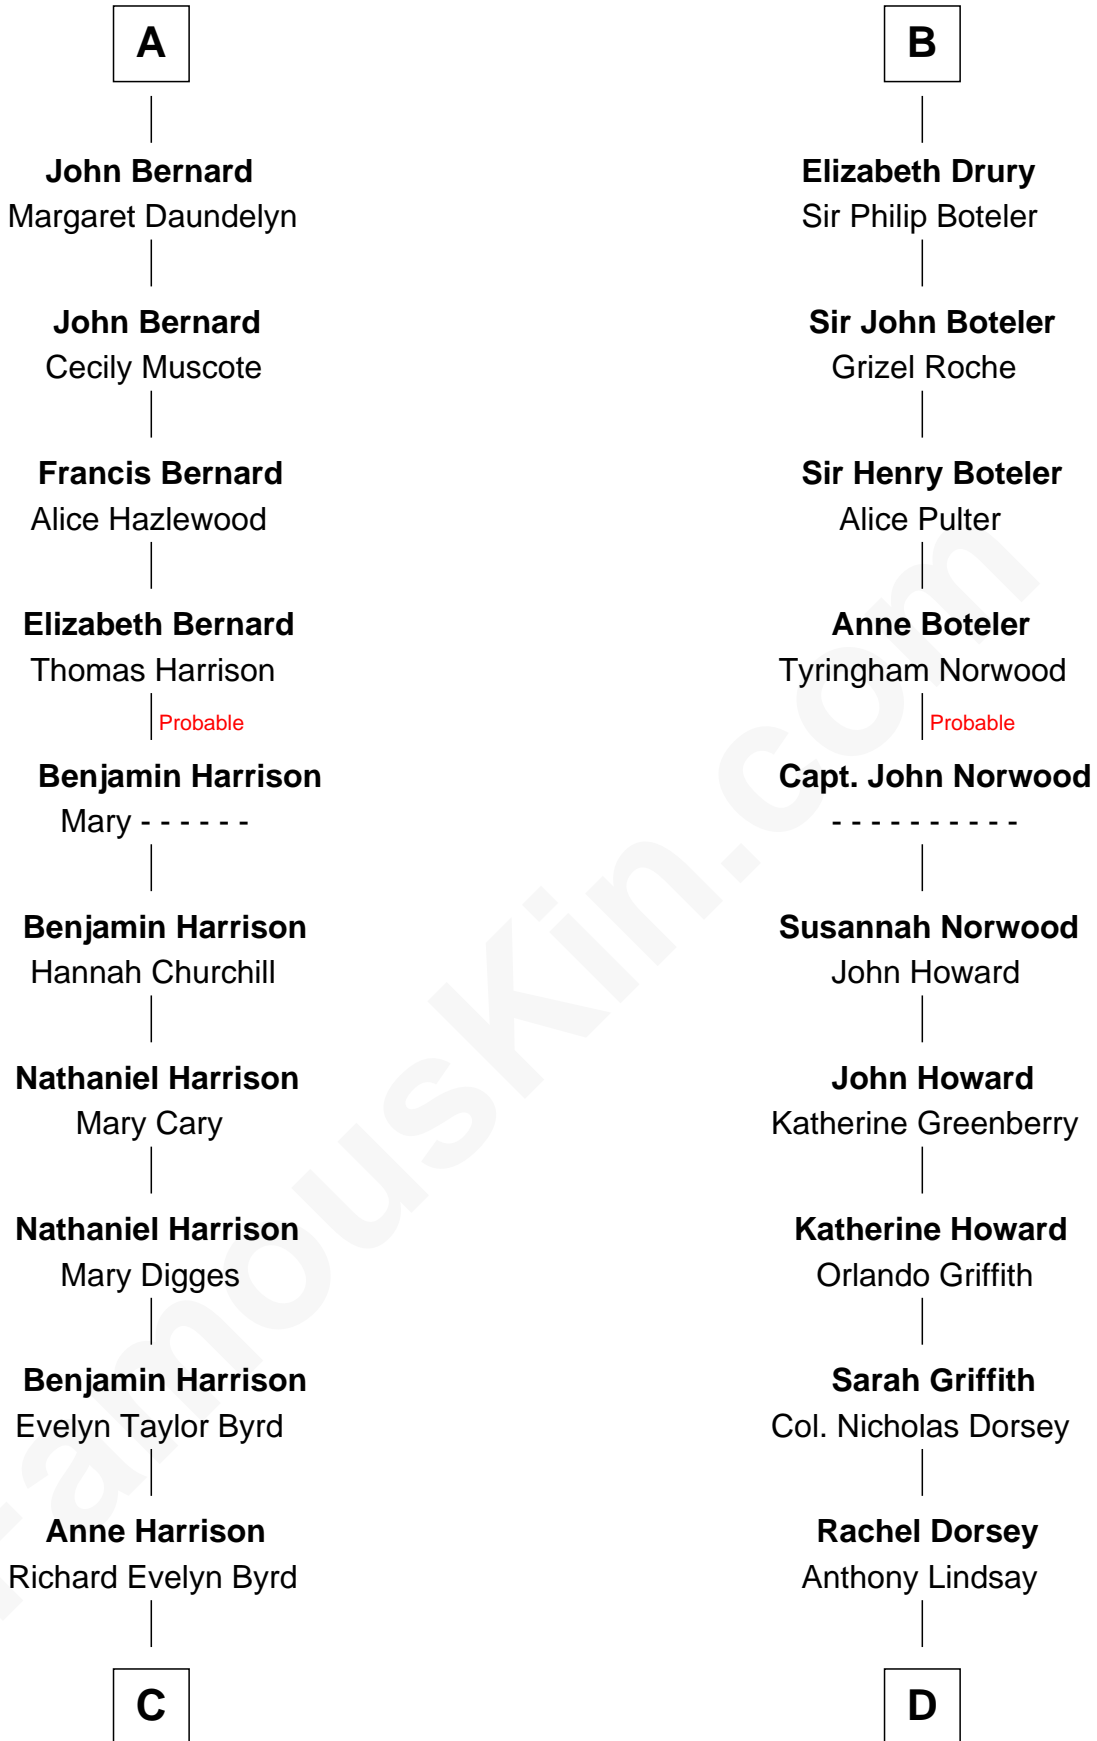 A
John Bernard
Margaret Daundelyn
John Bernard
Cecily Muscote
Francis Bernard
Alice Hazlewood
Elizabeth Bernard
Thomas Harrison
Probable
Benjamin Harrison
Mary - - - - - -
Benjamin Harrison
Hannah Churchill
Nathaniel Harrison
Mary Cary
Nathaniel Harrison
Mary Digges
Benjamin Harrison
Evelyn Taylor Byrd
Anne Harrison
Richard Evelyn Byrd
C
B
Elizabeth Drury
Sir Philip Boteler
Sir John Boteler
Grizel Roche
Sir Henry Boteler
Alice Pulter
Anne Boteler
Tyringham Norwood
Probable
Capt. John Norwood
- - - - - - - - - -
Susannah Norwood
John Howard
John Howard
Katherine Greenberry
Katherine Howard
Orlando Griffith
Sarah Griffith
Col. Nicholas Dorsey
Rachel Dorsey
Anthony Lindsay
D
FamousKin.com